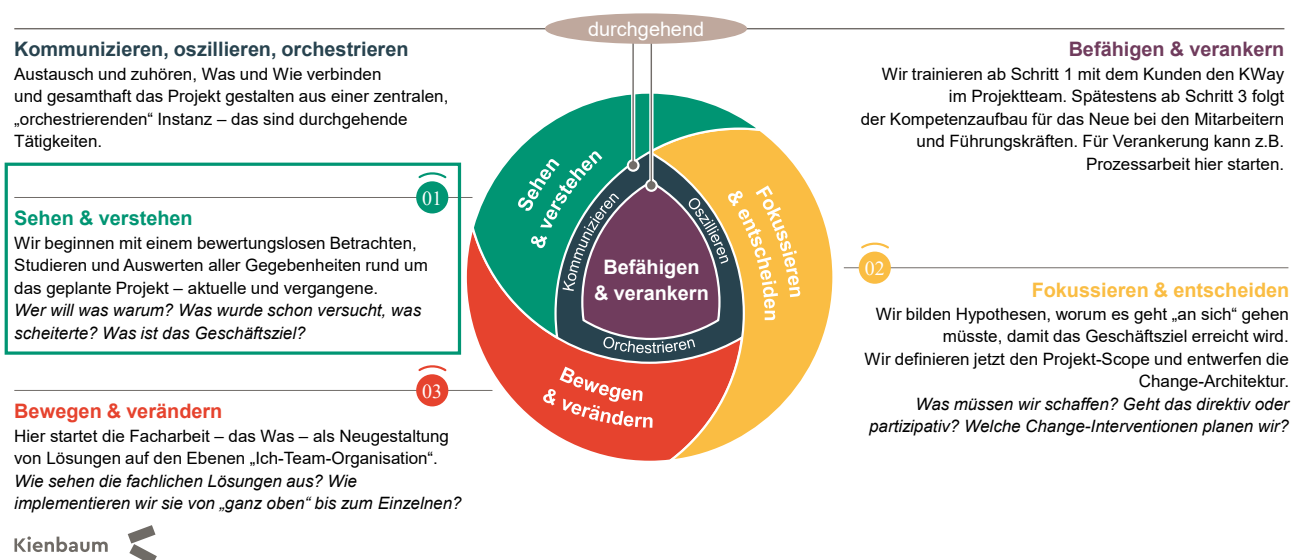 durchgehend
Kommunizieren, oszillieren, orchestrieren
Austausch und zuhören, Was und Wie verbinden
und gesamthaft das Projekt gestalten aus einer zentralen,
„orchestrierenden“ Instanz – das sind durchgehende
Tätigkeiten.
Befähigen & verankern
Wir trainieren ab Schritt 1 mit dem Kunden den KWay
im Projektteam. Spätestens ab Schritt 3 folgt
der Kompetenzaufbau für das Neue bei den Mitarbeitern
und Führungskräften. Für Verankerung kann z.B.
Prozessarbeit hier starten.
01
Sehen & verstehen
Wir beginnen mit einem bewertungslosen Betrachten,
Studieren und Auswerten aller Gegebenheiten rund um
das geplante Projekt – aktuelle und vergangene.
Wer will was warum? Was wurde schon versucht, was
scheiterte? Was ist das Geschäftsziel?
Sehen
& verstehen
Fokussieren
& entscheiden
Kommunizieren
Oszillieren
Befähigen
& verankern
Orchestrieren
Bewegen
& verändern
02
Fokussieren & entscheiden
Wir bilden Hypothesen, worum es geht „an sich“ gehen
müsste, damit das Geschäftsziel erreicht wird.
Wir definieren jetzt den Projekt-Scope und entwerfen die
Change-Architektur.
Was müssen wir schaffen? Geht das direktiv oder
partizipativ? Welche Change-Interventionen planen wir?
03
Bewegen & verändern
Hier startet die Facharbeit – das Was – als Neugestaltung
von Lösungen auf den Ebenen „Ich-Team-Organisation“.
Wie sehen die fachlichen Lösungen aus? Wie
implementieren wir sie von „ganz oben“ bis zum Einzelnen?
Kienbaum